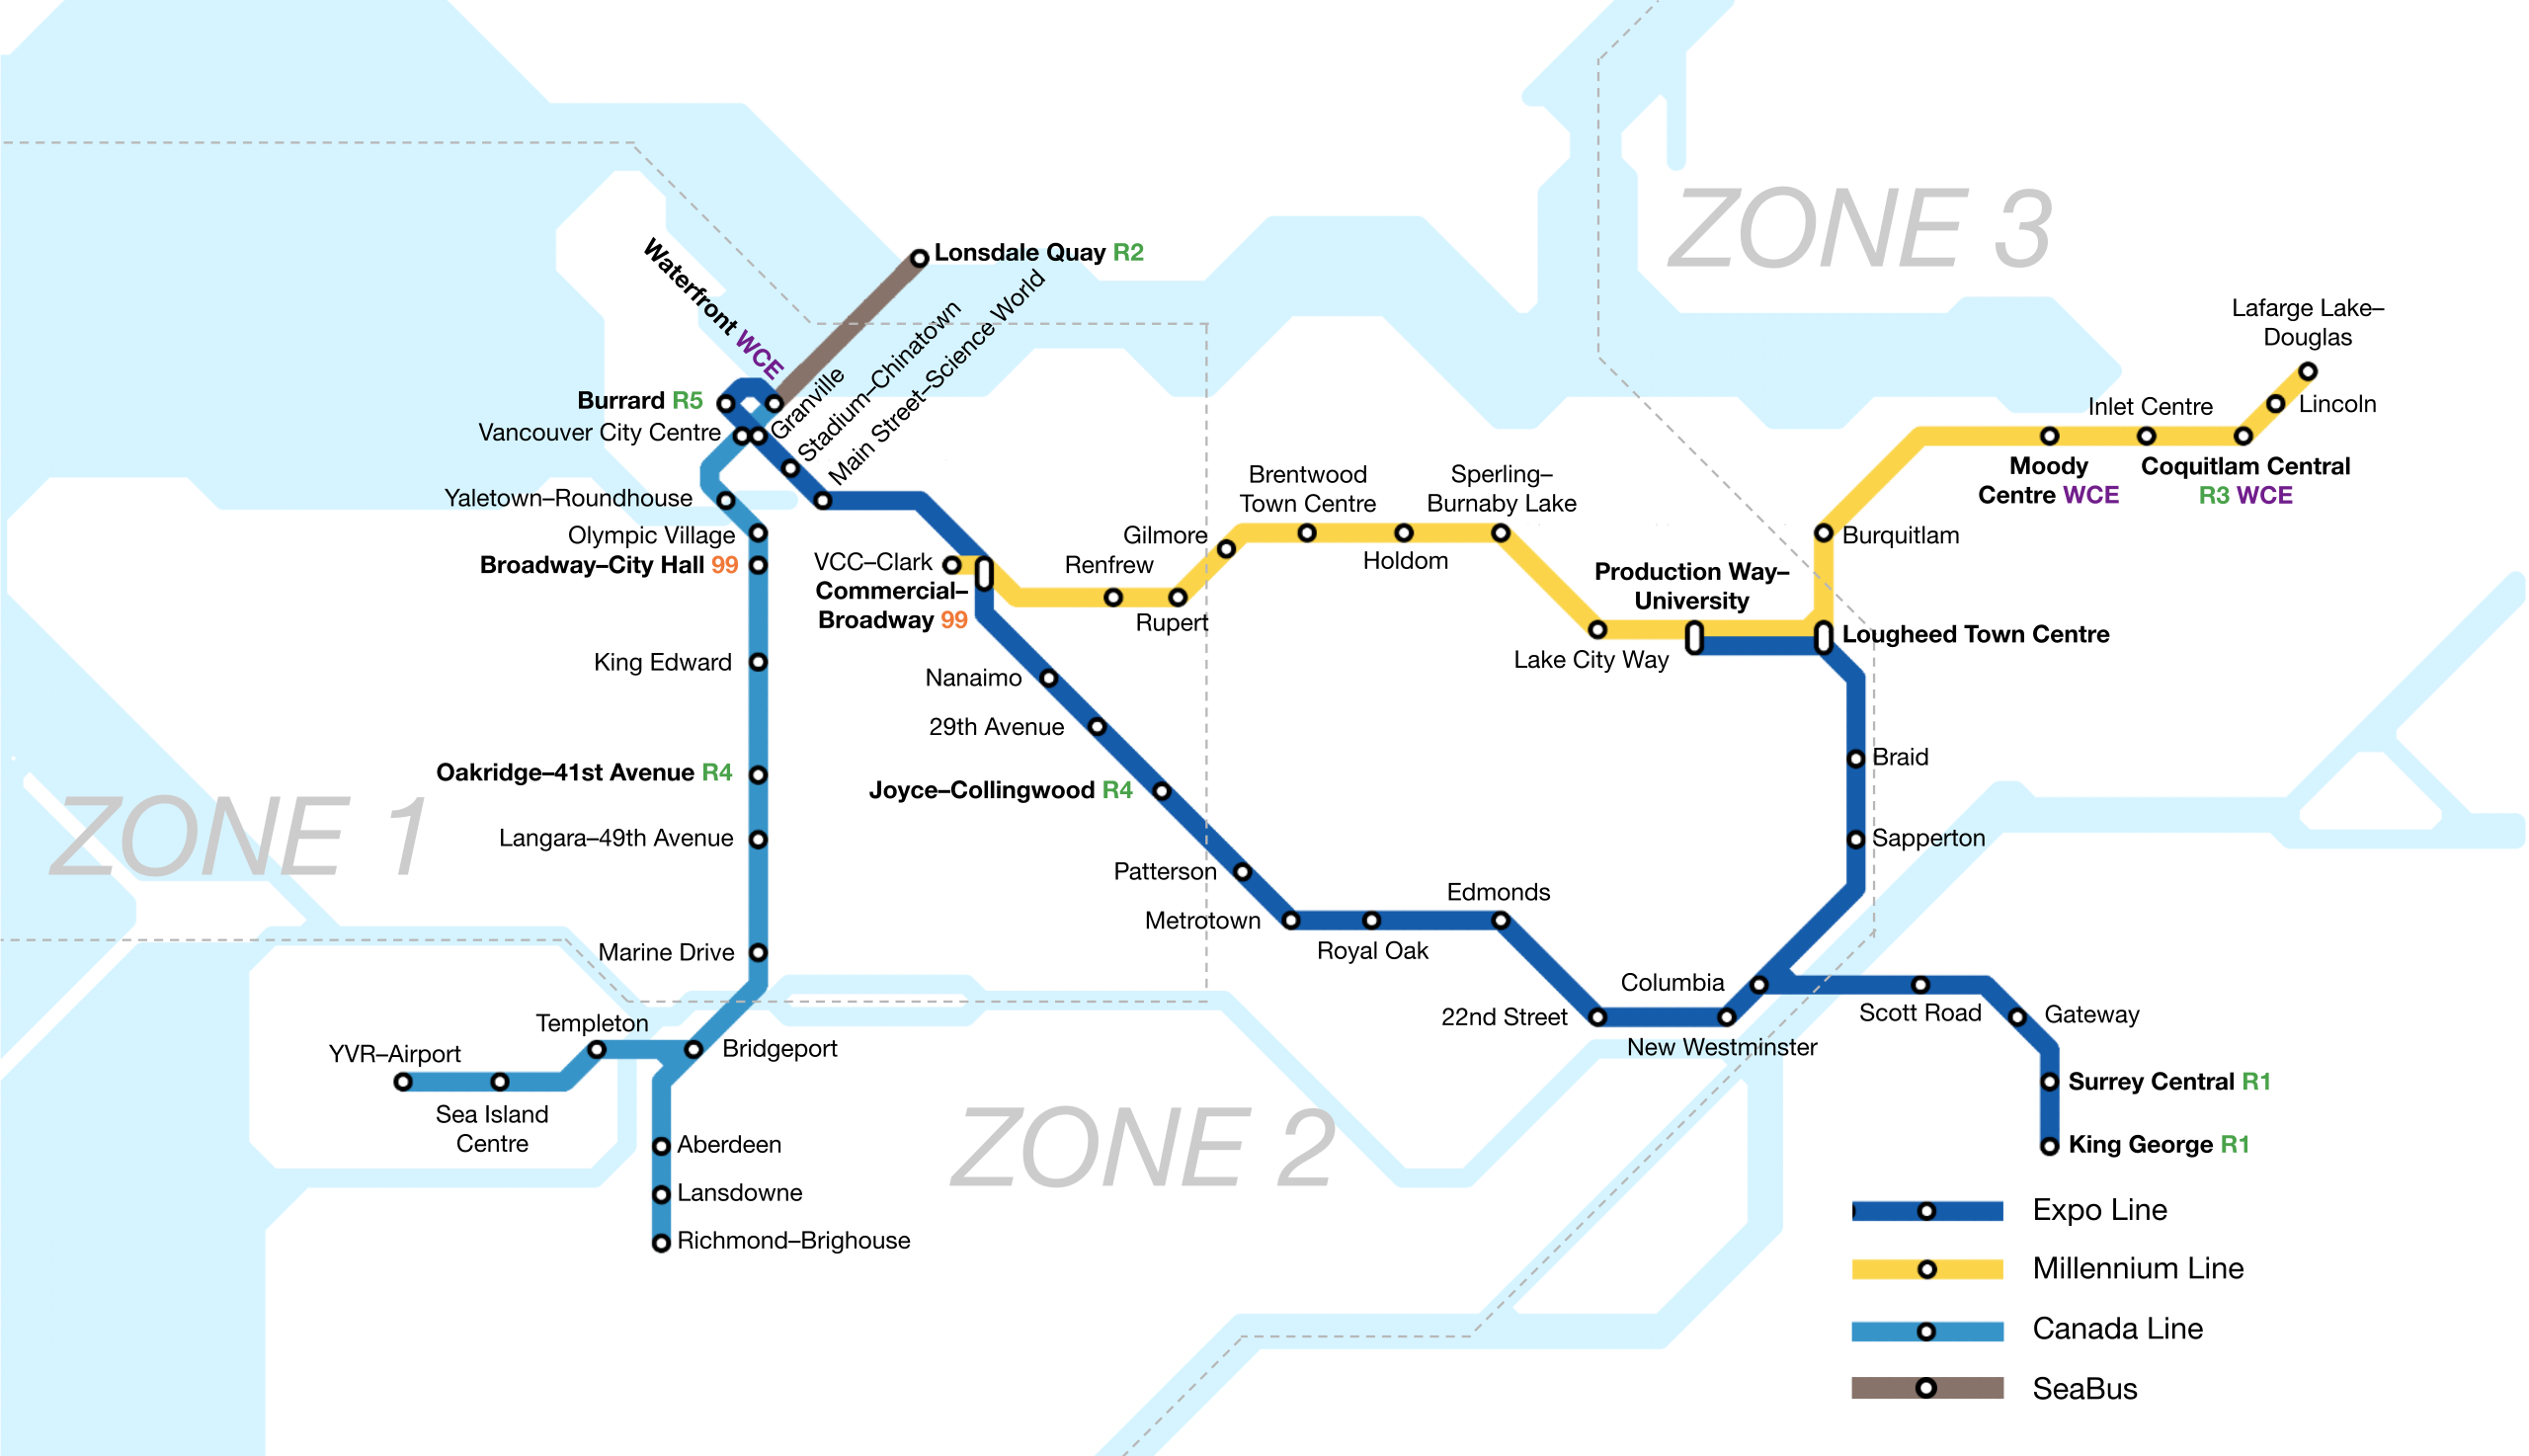 ZONE 3
Waterfront WCE
Lonsdale Quay R2
Lafarge Lake–
Douglas
Burrard R5
Granville
Stadium–Chinatown
Main Street–Science World
Vancouver City Centre
Inlet Centre
Lincoln
Moody
Centre WCE
Coquitlam Central
R3 WCE
Yaletown–Roundhouse
Olympic Village
Broadway–City Hall 99
VCC–Clark
Commercial–
Broadway 99
Renfrew
Rupert
Gilmore
Brentwood
Town Centre
Holdom
Sperling–
Burnaby Lake
Burquitlam
Production Way–
University
Lake City Way
Lougheed Town Centre
King Edward
Nanaimo
29th Avenue
Oakridge–41st Avenue R4
Joyce–Collingwood R4
Braid
ZONE 1
Langara–49th Avenue
Sapperton
Patterson
Metrotown
Royal Oak
Edmonds
Marine Drive
Columbia
22nd Street
New Westminster
Scott Road
Gateway
Templeton
Bridgeport
YVR–Airport
Sea Island
Centre
Surrey Central R1
King George R1
ZONE 2
Aberdeen
Lansdowne
Richmond–Brighouse
Expo Line
Millennium Line
Canada Line
SeaBus